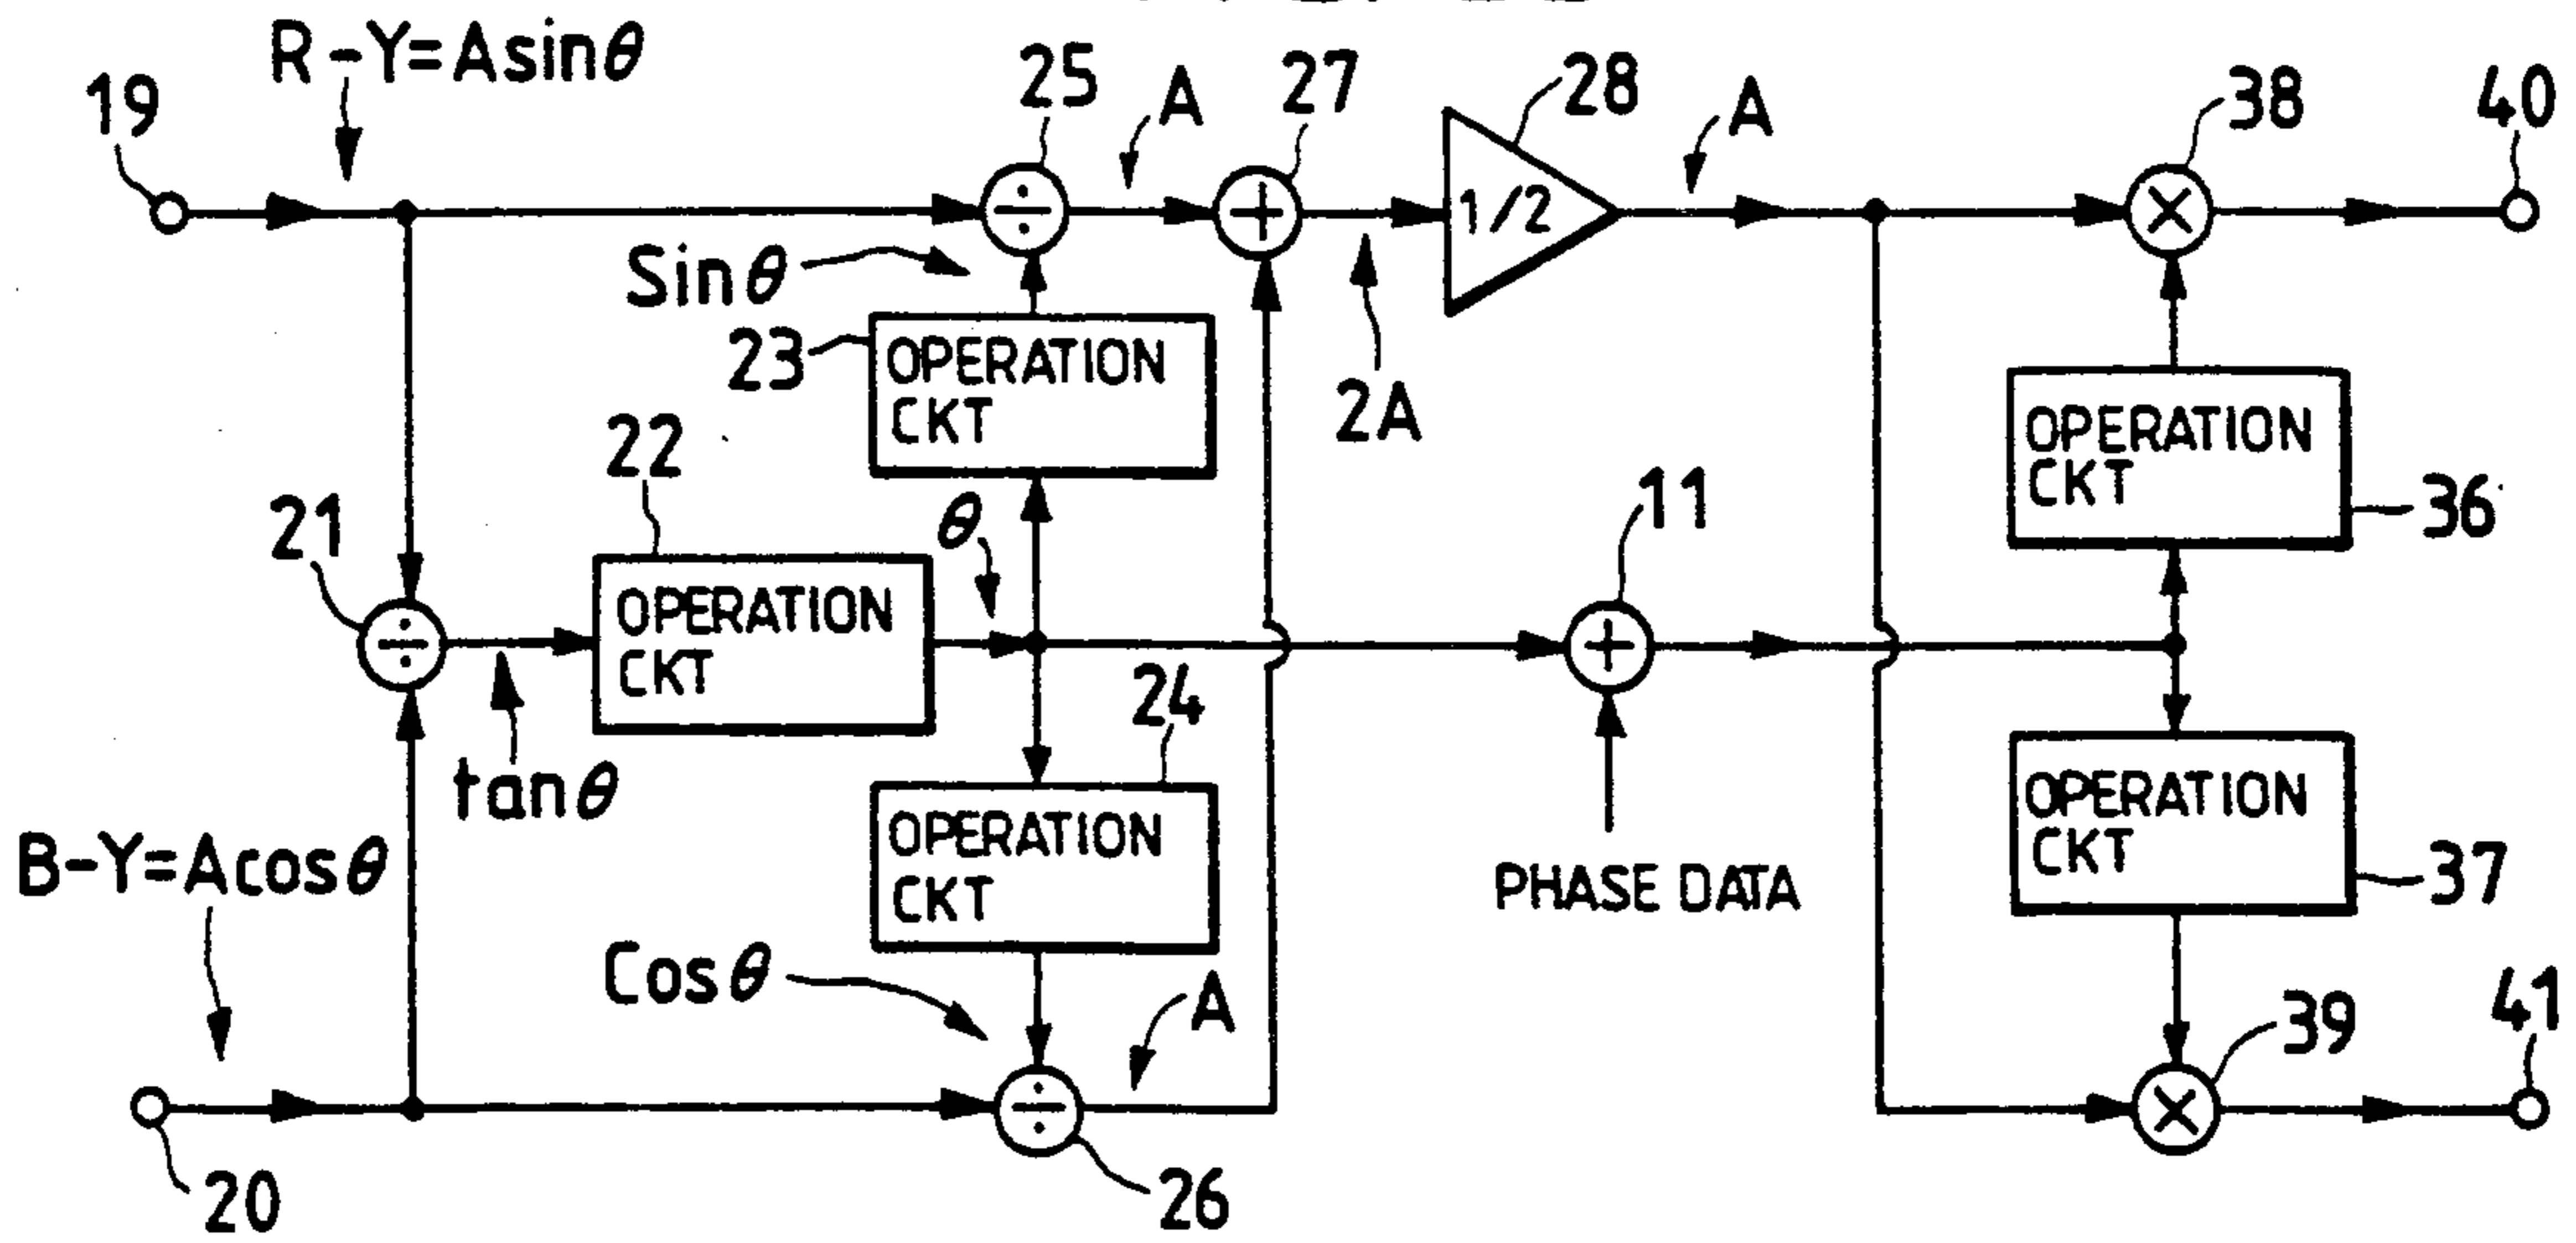 R-Y=Asinθ
19
25
A
27
28
A
38
40
÷
+
1/2
×
Sinθ
23
OPERATION
CKT
2A
OPERATION
CKT
36
22
θ
11
21
÷
OPERATION
CKT
+
tanθ
24
OPERATION
CKT
PHASE DATA
OPERATION
CKT
37
B-Y=Acosθ
Cosθ
A
39
41
÷
×
20
26